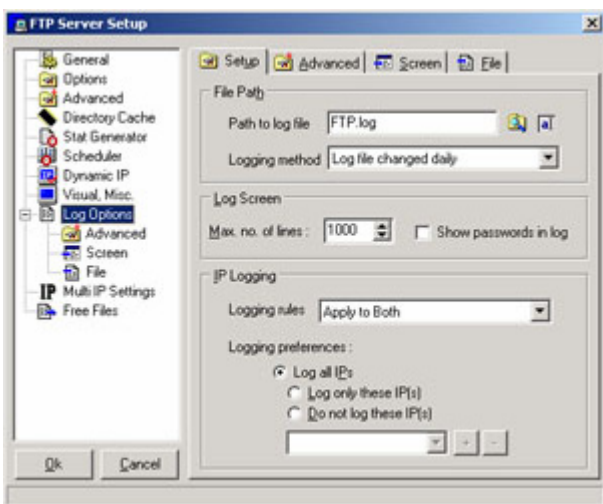 FTP Server Setup
General
Options
Advanced
Directory Cache
Stat Generator
Scheduler
Dynamic IP
Visual, Misc.
Log Options
Advanced
Screen
File
Multi IP Settings
Free Files
Ok Cancel
Setup Advanced Screen File
File Path
Path to log file FTP.log
Logging method Log file changed daily
Log Screen
Max. no. of lines : 1000 Show passwords in log
IP Logging
Logging rules Apply to Both
Logging preferences :
Log all IPs
Log only these IP(s)
Do not log these IP(s)
+ -